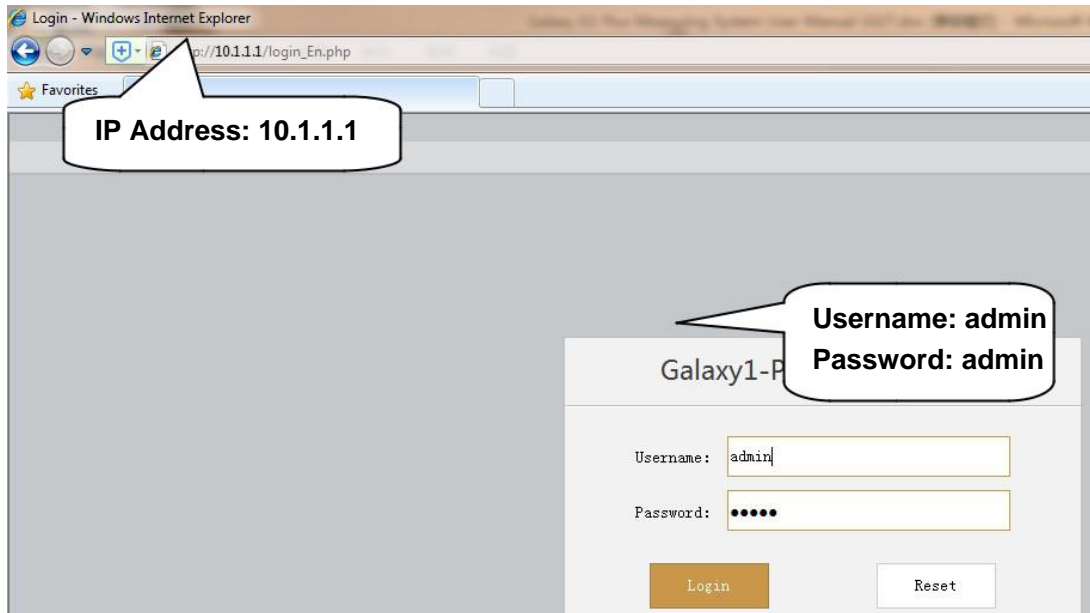 Login - Windows Internet Explorer
p://10.1.1.1/login_En.php
Favorites
IP Address: 10.1.1.1
Username: admin
Password: admin
Galaxy1-P
Username: admin
Password: •••••
Login Reset